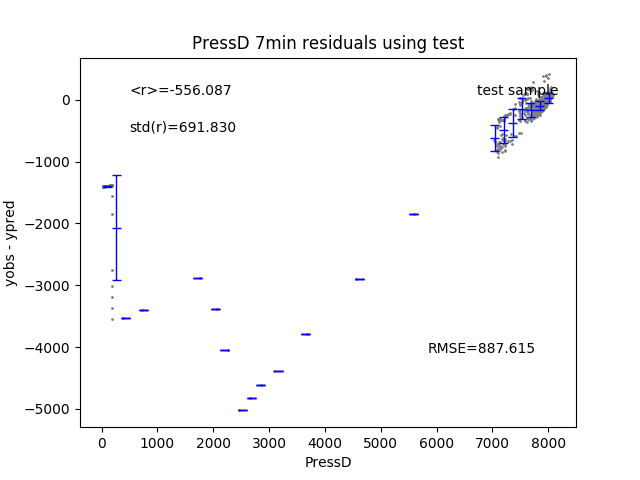 PressD 7min residuals using test
<r>=-556.087
test sample
std(r)=691.830
RMSE=887.615
yobs - ypred
0
−1000
−2000
−3000
−4000
−5000
0
1000
2000
3000
4000
5000
6000
7000
8000
PressD